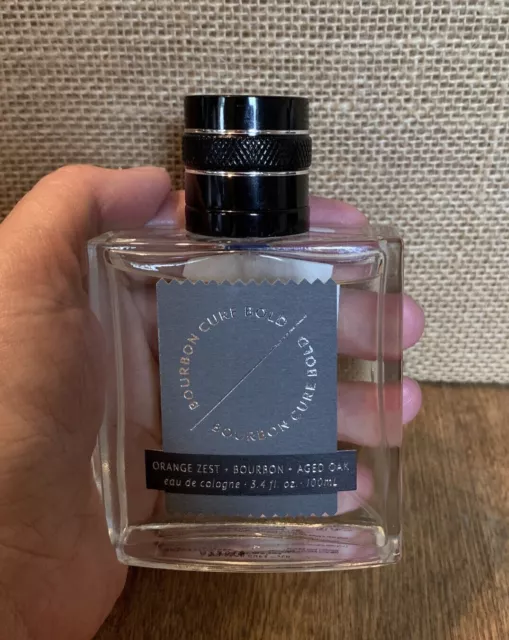 BOURBON CURE BOLD
BOURBON CURE BOLD
ORANGE ZEST • BOURBON • AGED OAK
eau de cologne • 3.4 fl. oz. • 100mL